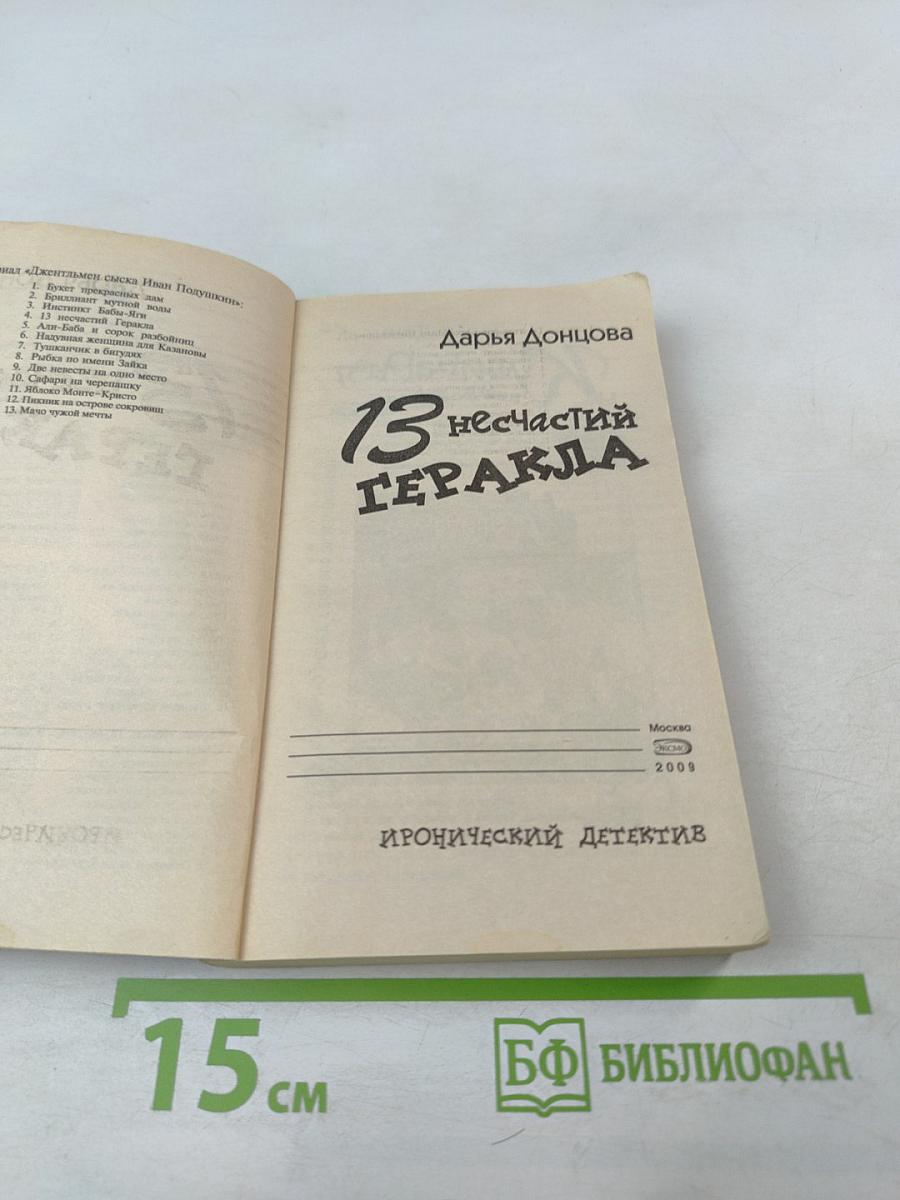 «Джентльмен сыска Иван Подушкин»:
1. Букет прекрасных дам
2. Бриллиант мутной воды
3. Инстинкт Бабы-Яги
4. 13 несчастий Геракла
5. Али-Баба и сорок разбойниц
6. Надувная женщина для Казановы
7. Тушканчик в бигудях
8. Рыбка по имени Зайка
9. Две невесты на одно место
10. Сафари на черепашку
11. Яблоко Монте-Кристо
12. Пикник на острове сокровищ
13. Мачо чужой мечты
Дарья Донцова
13 несчастий
ГЕРАКЛА
Москва
ЭКСМО
2009
ИРОНИЧЕСКИЙ ДЕТЕКТИВ
15 см
БФ БИБЛИОФАН